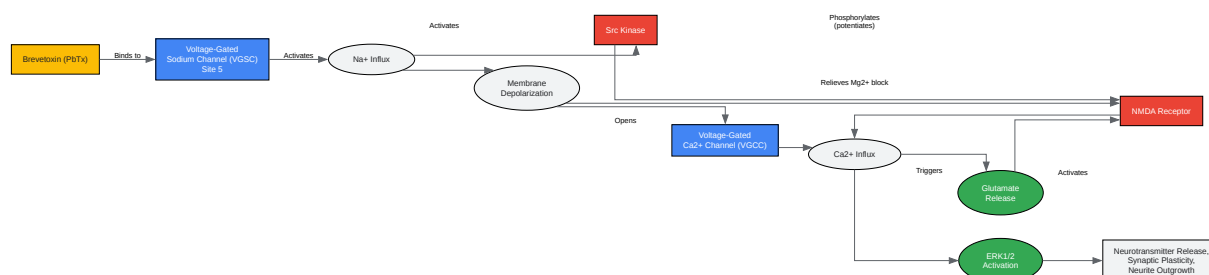 Activates
Phosphorylates
(potentiates)
Src Kinase
Brevetoxin (PbTx)
Binds to
Voltage-Gated
Sodium Channel (VGSC)
Site 5
Activates
Na+ Influx
Membrane
Depolarization
Relieves Mg2+ block
NMDA Receptor
Opens
Voltage-Gated
Ca2+ Channel (VGCC)
Ca2+ Influx
Triggers
Glutamate
Release
Activates
ERK1/2
Activation
Neurotransmitter Release,
Synaptic Plasticity,
Neurite Outgrowth